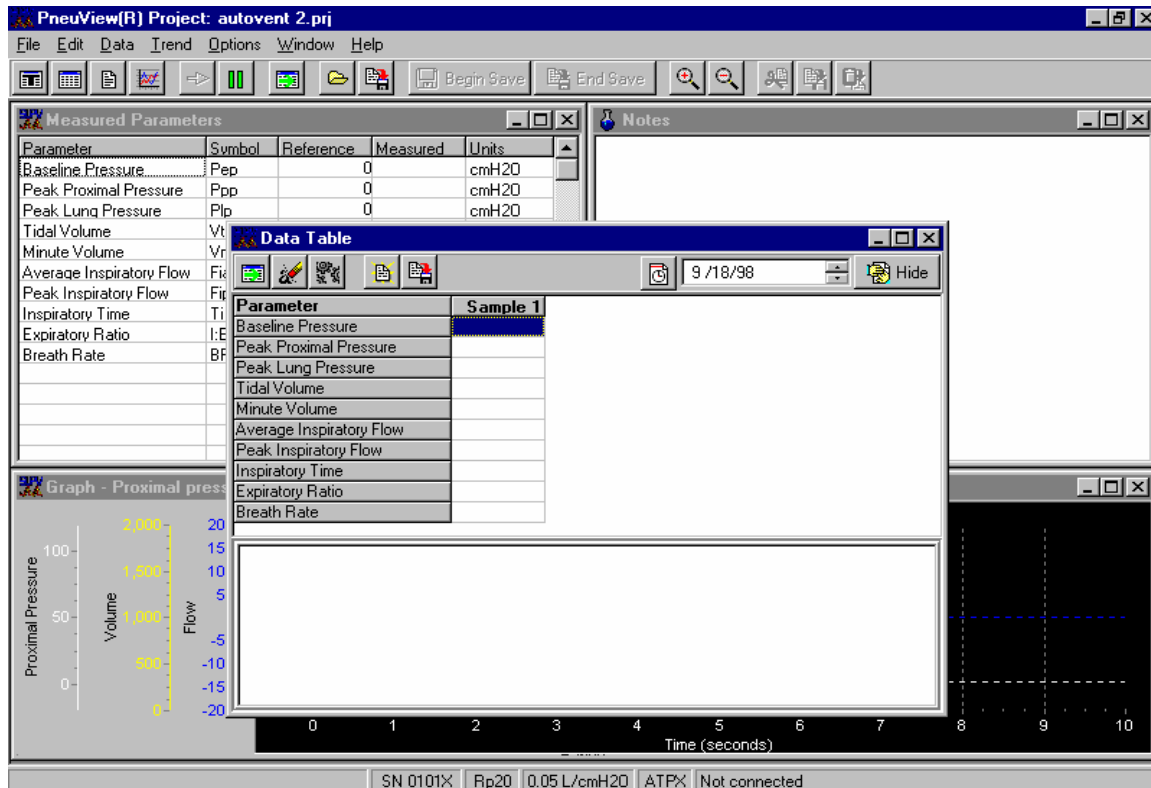 PneuView(R) Project: autovent 2.prj
File Edit Data Trend Options Window Help
Begin Save End Save
Measured Parameters
Parameter Symbol Reference Measured Units
Baseline Pressure Pep 0 cmH2O
Peak Proximal Pressure Ppp 0 cmH2O
Peak Lung Pressure Plp 0 cmH2O
Tidal Volume Vt
Minute Volume
Average Inspiratory Flow
Peak Inspiratory Flow
Inspiratory Time Ti
Expiratory Ratio I:E
Breath Rate
Notes
Data Table
9 /18/98 Hide
Parameter Sample 1
Baseline Pressure
Peak Proximal Pressure
Peak Lung Pressure
Tidal Volume
Minute Volume
Average Inspiratory Flow
Peak Inspiratory Flow
Inspiratory Time
Expiratory Ratio
Breath Rate
Graph - Proximal press
Proximal Pressure
100
50
0
Volume
2,000
1,500
1,000
500
0
Flow
20
15
10
5
-5
-10
-15
-20
0 1 2 3 4 5 6 7 8 9 10
Time (seconds)
SN 0101X Rp20 0.05 L/cmH2O ATPX Not connected